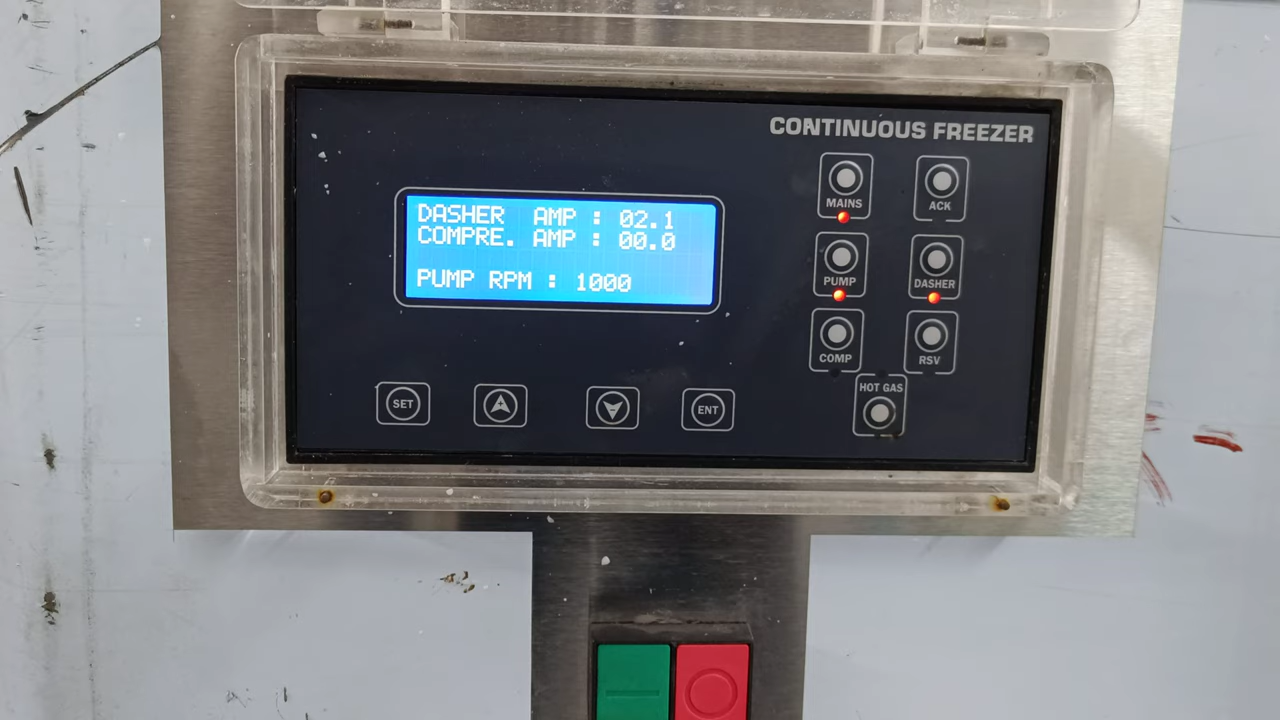 CONTINUOUS FREEZER
DASHER AMP : 02.1
COMPRE. AMP : 00.0
PUMP RPM : 1000
MAINS
ACK
PUMP
DASHER
COMP
RSV
HOT GAS
SET
+
-
ENT